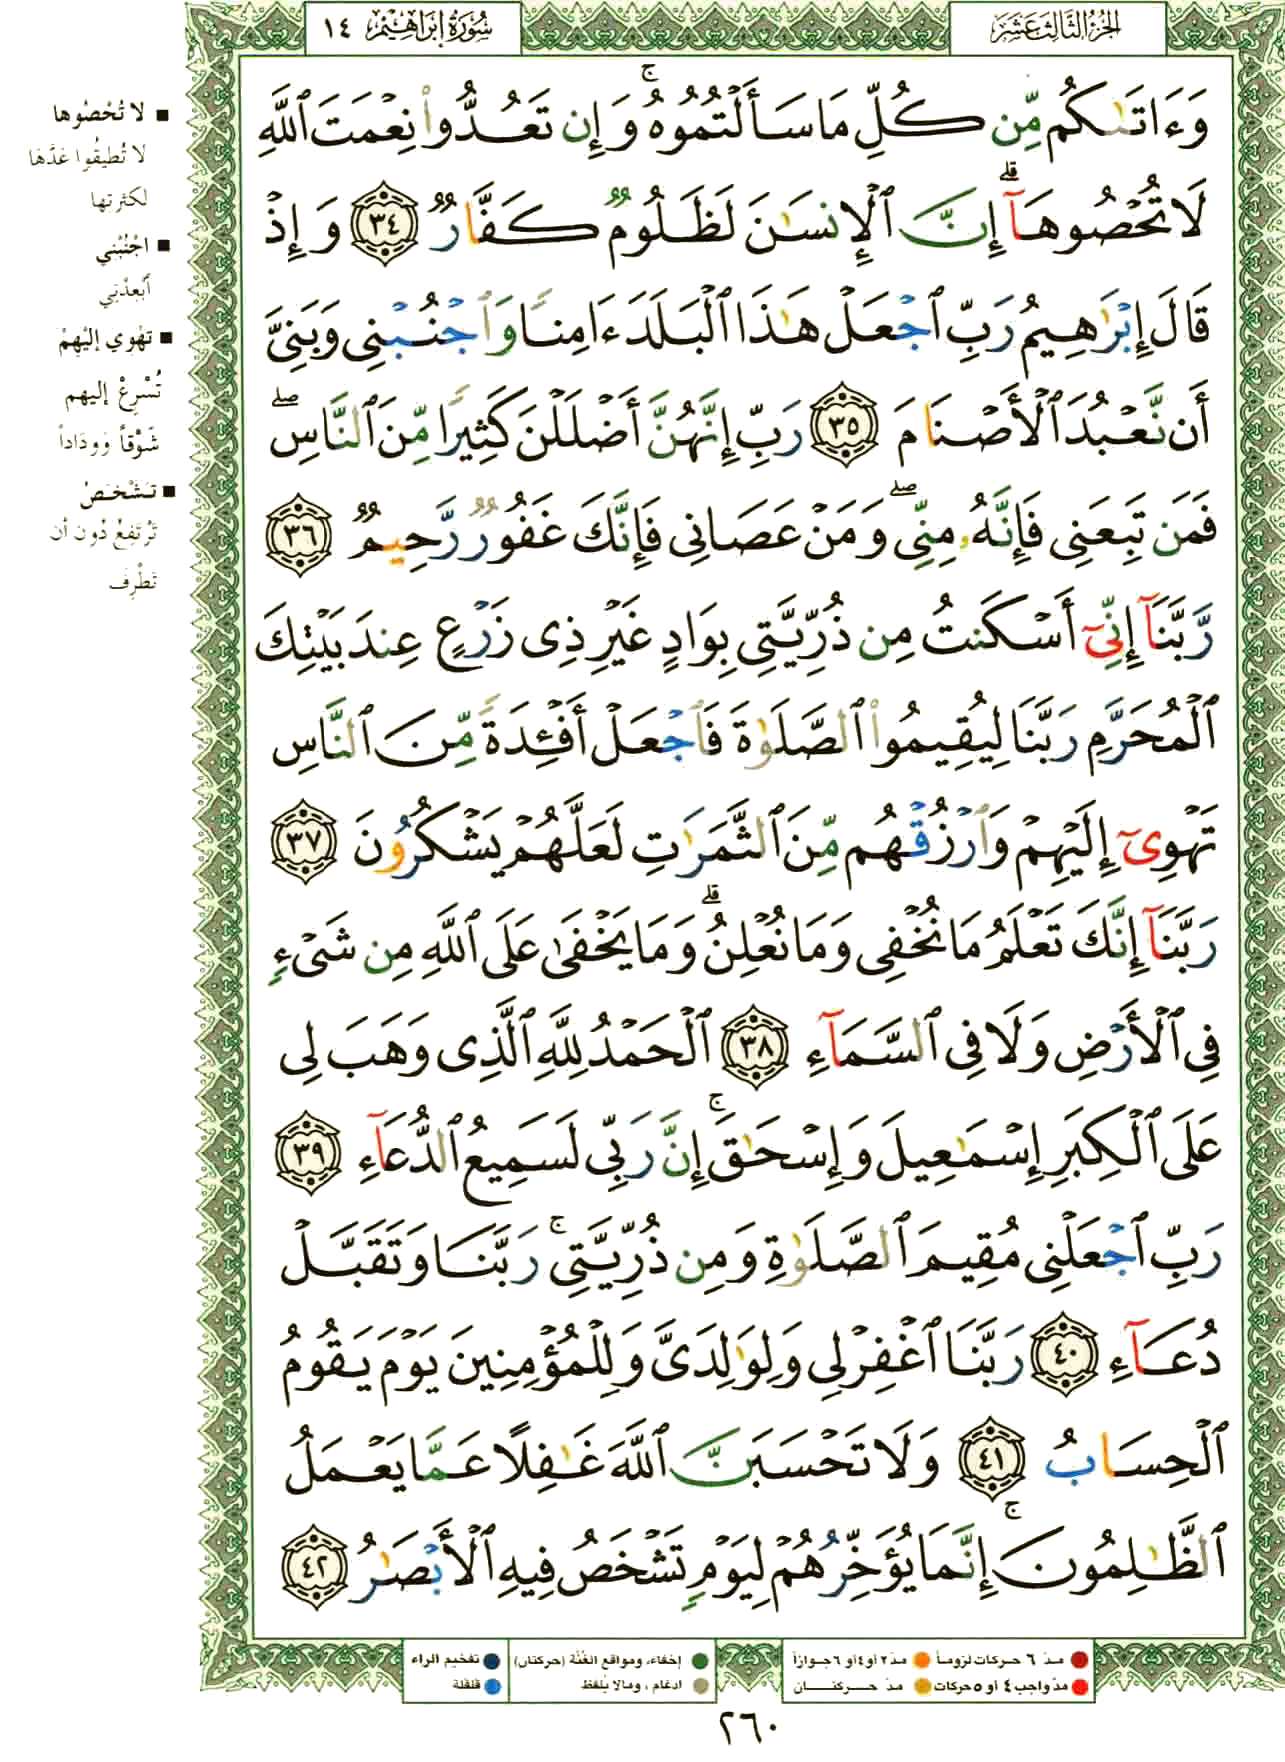 الجزء الثالث عشر
سورة إبراهيم ١٤
وَءَاتَىٰكُم مِّن كُلِّ مَا سَأَلْتُمُوهُ ۚ وَإِن تَعُدُّوا۟ نِعْمَتَ ٱللَّهِ
لَا تُحْصُوهَآ ۗ إِنَّ ٱلْإِنسَٰنَ لَظَلُومٌ كَفَّارٌ ٣٤ وَإِذْ
قَالَ إِبْرَٰهِيمُ رَبِّ ٱجْعَلْ هَٰذَا ٱلْبَلَدَ ءَامِنًا وَٱجْنُبْنِى وَبَنِىَّ
أَن نَّعْبُدَ ٱلْأَصْنَامَ ٣٥ رَبِّ إِنَّهُنَّ أَضْلَلْنَ كَثِيرًا مِّنَ ٱلنَّاسِ ۖ
فَمَن تَبِعَنِى فَإِنَّهُۥ مِنِّى ۖ وَمَنْ عَصَانِى فَإِنَّكَ غَفُورٌ رَّحِيمٌ ٣٦
رَّبَّنَآ إِنِّىٓ أَسْكَنتُ مِن ذُرِّيَّتِى بِوَادٍ غَيْرِ ذِى زَرْعٍ عِندَ بَيْتِكَ
ٱلْمُحَرَّمِ رَبَّنَا لِيُقِيمُوا۟ ٱلصَّلَوٰةَ فَٱجْعَلْ أَفْـِٔدَةً مِّنَ ٱلنَّاسِ
تَهْوِىٓ إِلَيْهِمْ وَٱرْزُقْهُم مِّنَ ٱلثَّمَرَٰتِ لَعَلَّهُمْ يَشْكُرُونَ ٣٧
رَبَّنَآ إِنَّكَ تَعْلَمُ مَا نُخْفِى وَمَا نُعْلِنُ ۗ وَمَا يَخْفَىٰ عَلَى ٱللَّهِ مِن شَىْءٍ
فِى ٱلْأَرْضِ وَلَا فِى ٱلسَّمَآءِ ٣٨ ٱلْحَمْدُ لِلَّهِ ٱلَّذِى وَهَبَ لِى
عَلَى ٱلْكِبَرِ إِسْمَٰعِيلَ وَإِسْحَٰقَ ۚ إِنَّ رَبِّى لَسَمِيعُ ٱلدُّعَآءِ ٣٩
رَبِّ ٱجْعَلْنِى مُقِيمَ ٱلصَّلَوٰةِ وَمِن ذُرِّيَّتِى ۚ رَبَّنَا وَتَقَبَّلْ
دُعَآءِ ٤٠ رَبَّنَا ٱغْفِرْ لِى وَلِوَٰلِدَىَّ وَلِلْمُؤْمِنِينَ يَوْمَ يَقُومُ
ٱلْحِسَابُ ٤١ وَلَا تَحْسَبَنَّ ٱللَّهَ غَٰفِلًا عَمَّا يَعْمَلُ
ٱلظَّٰلِمُونَ ۚ إِنَّمَا يُؤَخِّرُهُمْ لِيَوْمٍ تَشْخَصُ فِيهِ ٱلْأَبْصَٰرُ ٤٢
■ لا تُحْصُوها
لا تُطيقُوا عَدَّها
لكثرتها
■ اجْنُبْني
أبْعِدْني
■ تهْوِي إليْهِمْ
تُسْرِعُ إليهم
شَوْقاً وَوِدَاداً
■ تشْخَصُ
تَرْتَفِعُ دُون أن
تَطْرِفَ
● مد ٦ حركات لزوماً ● مد ٢ أو ٤ أو ٦ جوازاً
● مد واجب ٤ أو ٥ حركات ● مد حركتان
● إخفاء، ومواقع الغُنَّة (حركتان) ● تفخيم الراء
● ادغام ، ومالا يُلفَظ ● قلقلة
٢٦٠